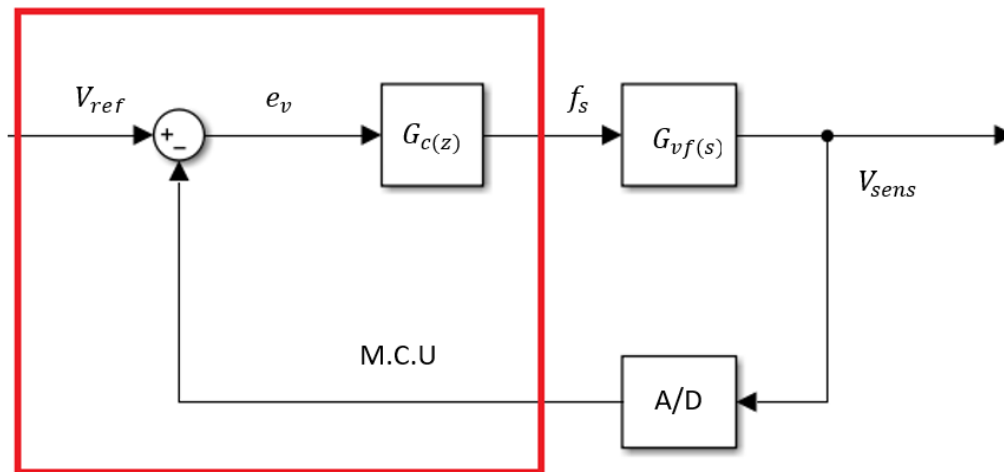 V_ref
e_v
f_s
+
−
G_c(z)
G_vf(s)
V_sens
M.C.U
A/D